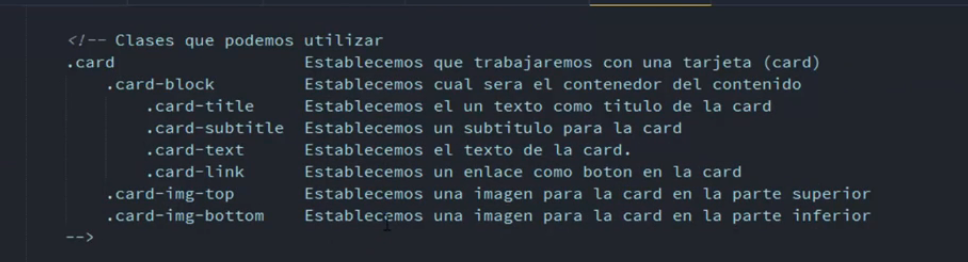 <!-- Clases que podemos utilizar
.card Establecemos que trabajaremos con una tarjeta (card)
.card-block Establecemos cual sera el contenedor del contenido
.card-title Establecemos el un texto como titulo de la card
.card-subtitle Establecemos un subtitulo para la card
.card-text Establecemos el texto de la card.
.card-link Establecemos un enlace como boton en la card
.card-img-top Establecemos una imagen para la card en la parte superior
.card-img-bottom Establecemos una imagen para la card en la parte inferior
-->